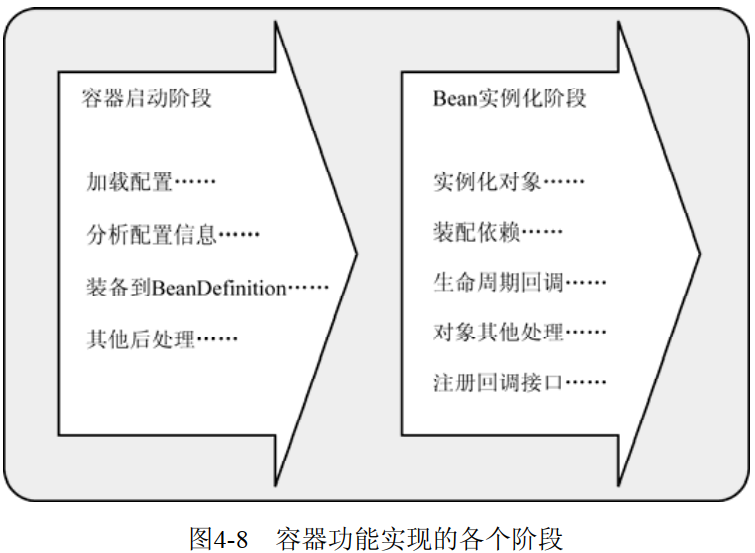 容器启动阶段
加载配置……
分析配置信息……
装备到BeanDefinition……
其他后处理……
Bean实例化阶段
实例化对象……
装配依赖……
生命周期回调……
对象其他处理……
注册回调接口……
图4-8 容器功能实现的各个阶段